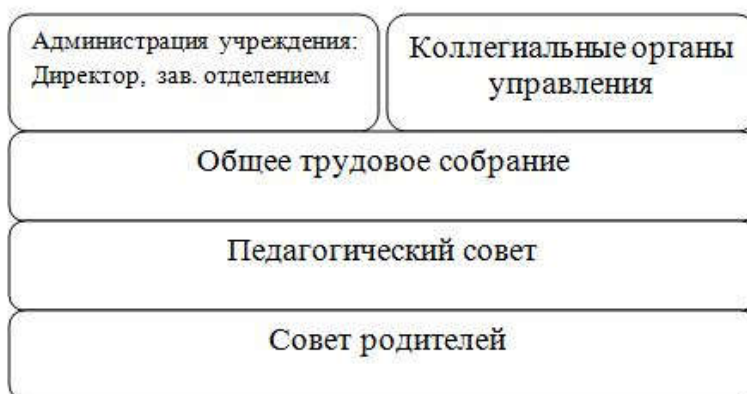 Администрация учреждения:
Директор, зав. отделением
Коллегиальные органы
управления
Общее трудовое собрание
Педагогический совет
Совет родителей